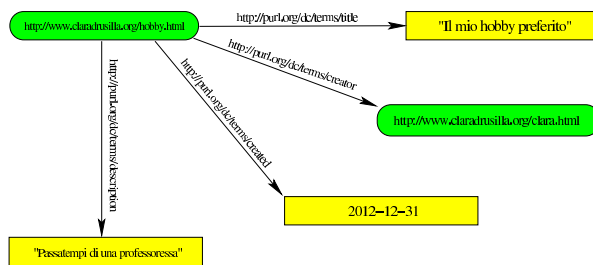 http://www.claradrusilla.org/hobby.html
http://purl.org/dc/terms/title
"Il mio hobby preferito"
http://purl.org/dc/terms/creator
http://www.claradrusilla.org/clara.html
http://purl.org/dc/terms/created
2012−12−31
http://purl.org/dc/terms/description
"Passatempi di una professoressa"